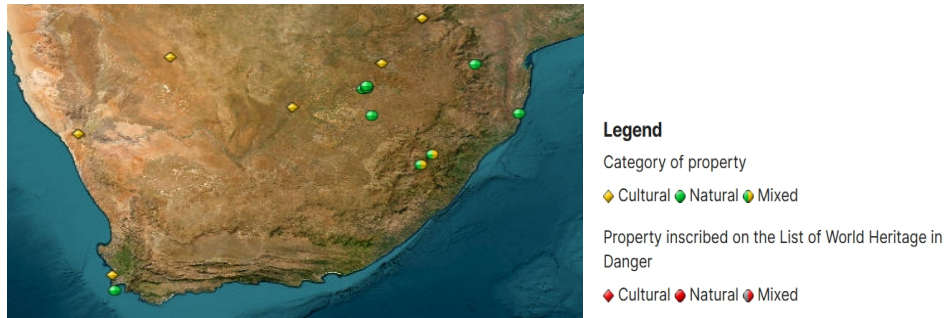 Legend
Category of property
Cultural Natural Mixed
Property inscribed on the List of World Heritage in
Danger
Cultural Natural Mixed